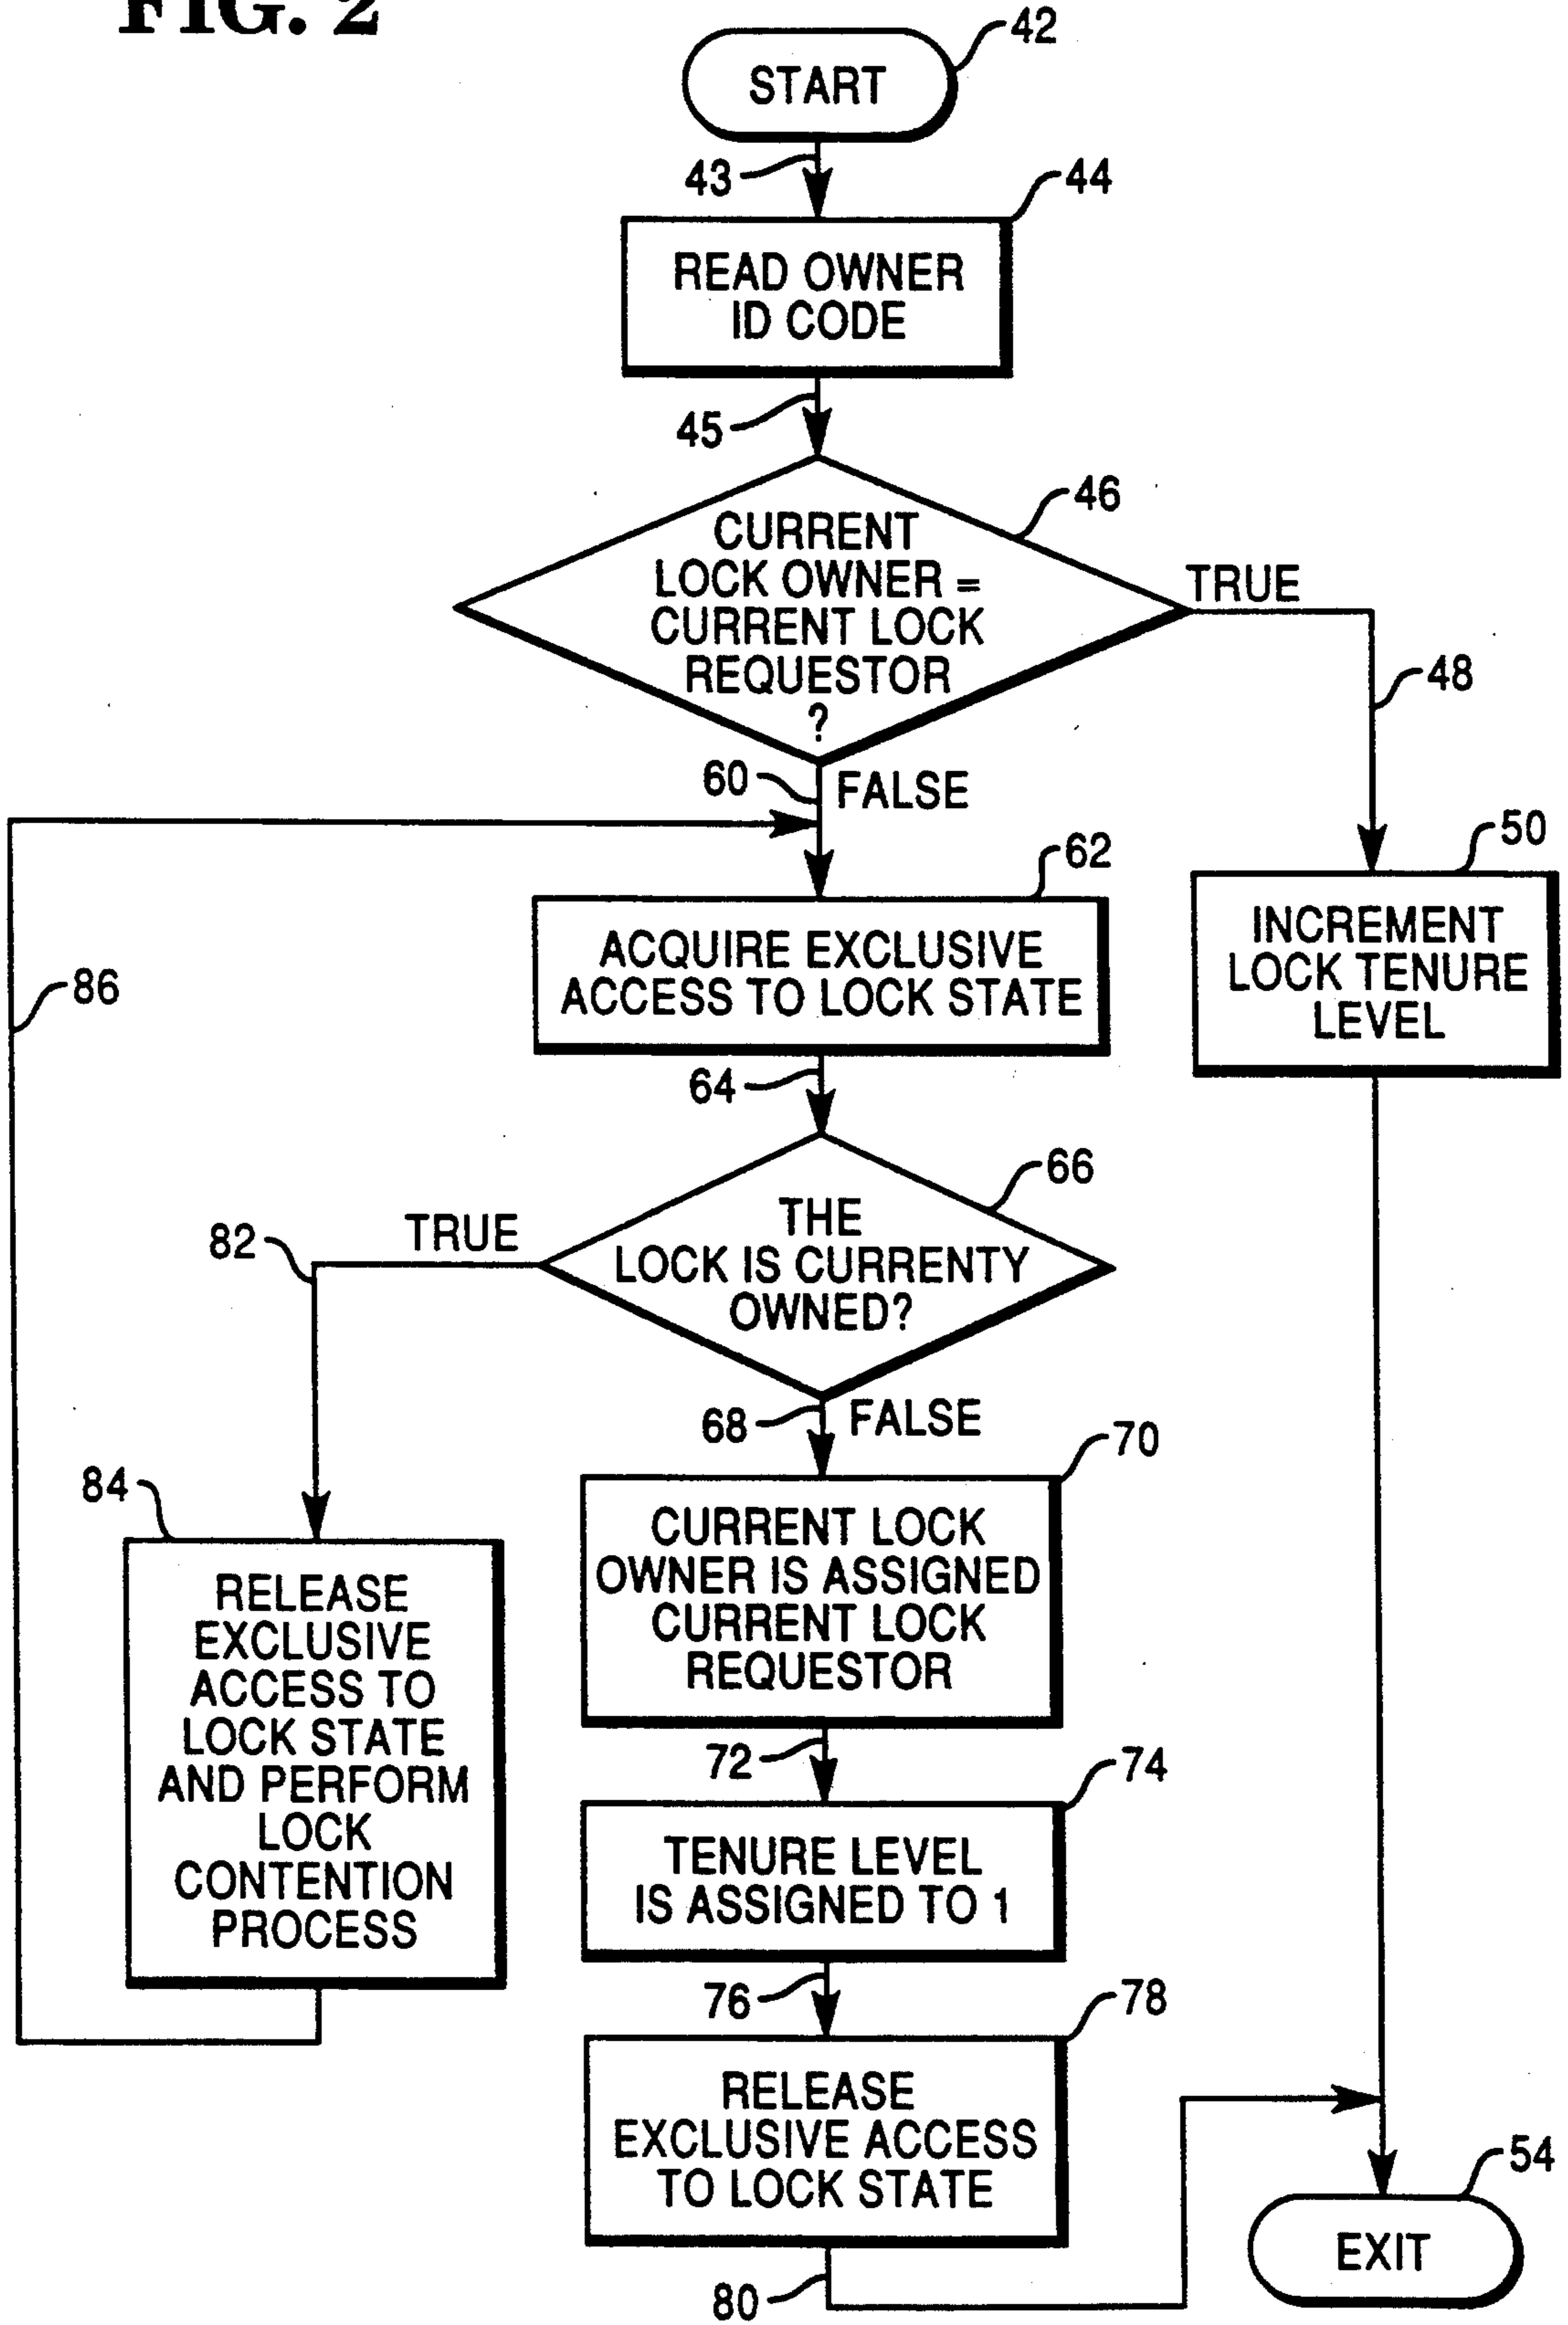 FIG. 2
42
START
43
44
READ OWNER
ID CODE
45
46
CURRENT
LOCK OWNER =
CURRENT LOCK
REQUESTOR
?
TRUE
48
60
FALSE
50
INCREMENT
LOCK TENURE
LEVEL
62
ACQUIRE EXCLUSIVE
ACCESS TO LOCK STATE
86
64
66
THE
LOCK IS CURRENTY
OWNED?
TRUE
82
68
FALSE
70
CURRENT LOCK
OWNER IS ASSIGNED
CURRENT LOCK
REQUESTOR
84
RELEASE
EXCLUSIVE
ACCESS TO
LOCK STATE
AND PERFORM
LOCK
CONTENTION
PROCESS
72
74
TENURE LEVEL
IS ASSIGNED TO 1
76
78
RELEASE
EXCLUSIVE ACCESS
TO LOCK STATE
80
54
EXIT